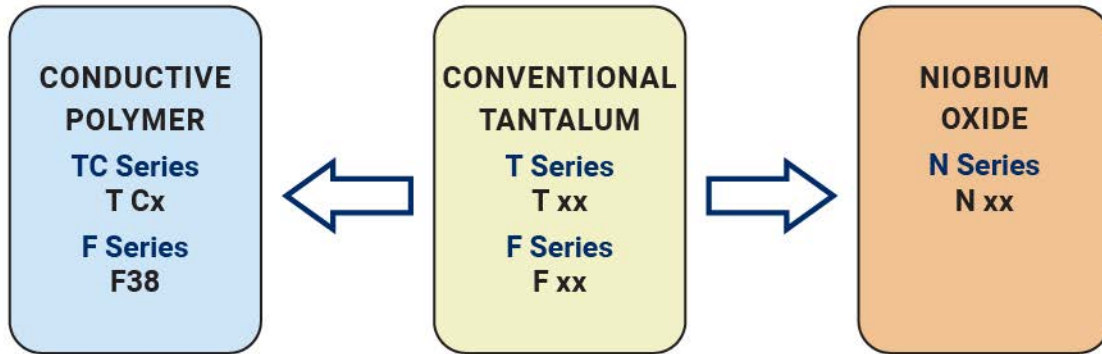 CONDUCTIVE
POLYMER
TC Series
T Cx
F Series
F38
CONVENTIONAL
TANTALUM
T Series
T xx
F Series
F xx
NIOBIUM
OXIDE
N Series
N xx